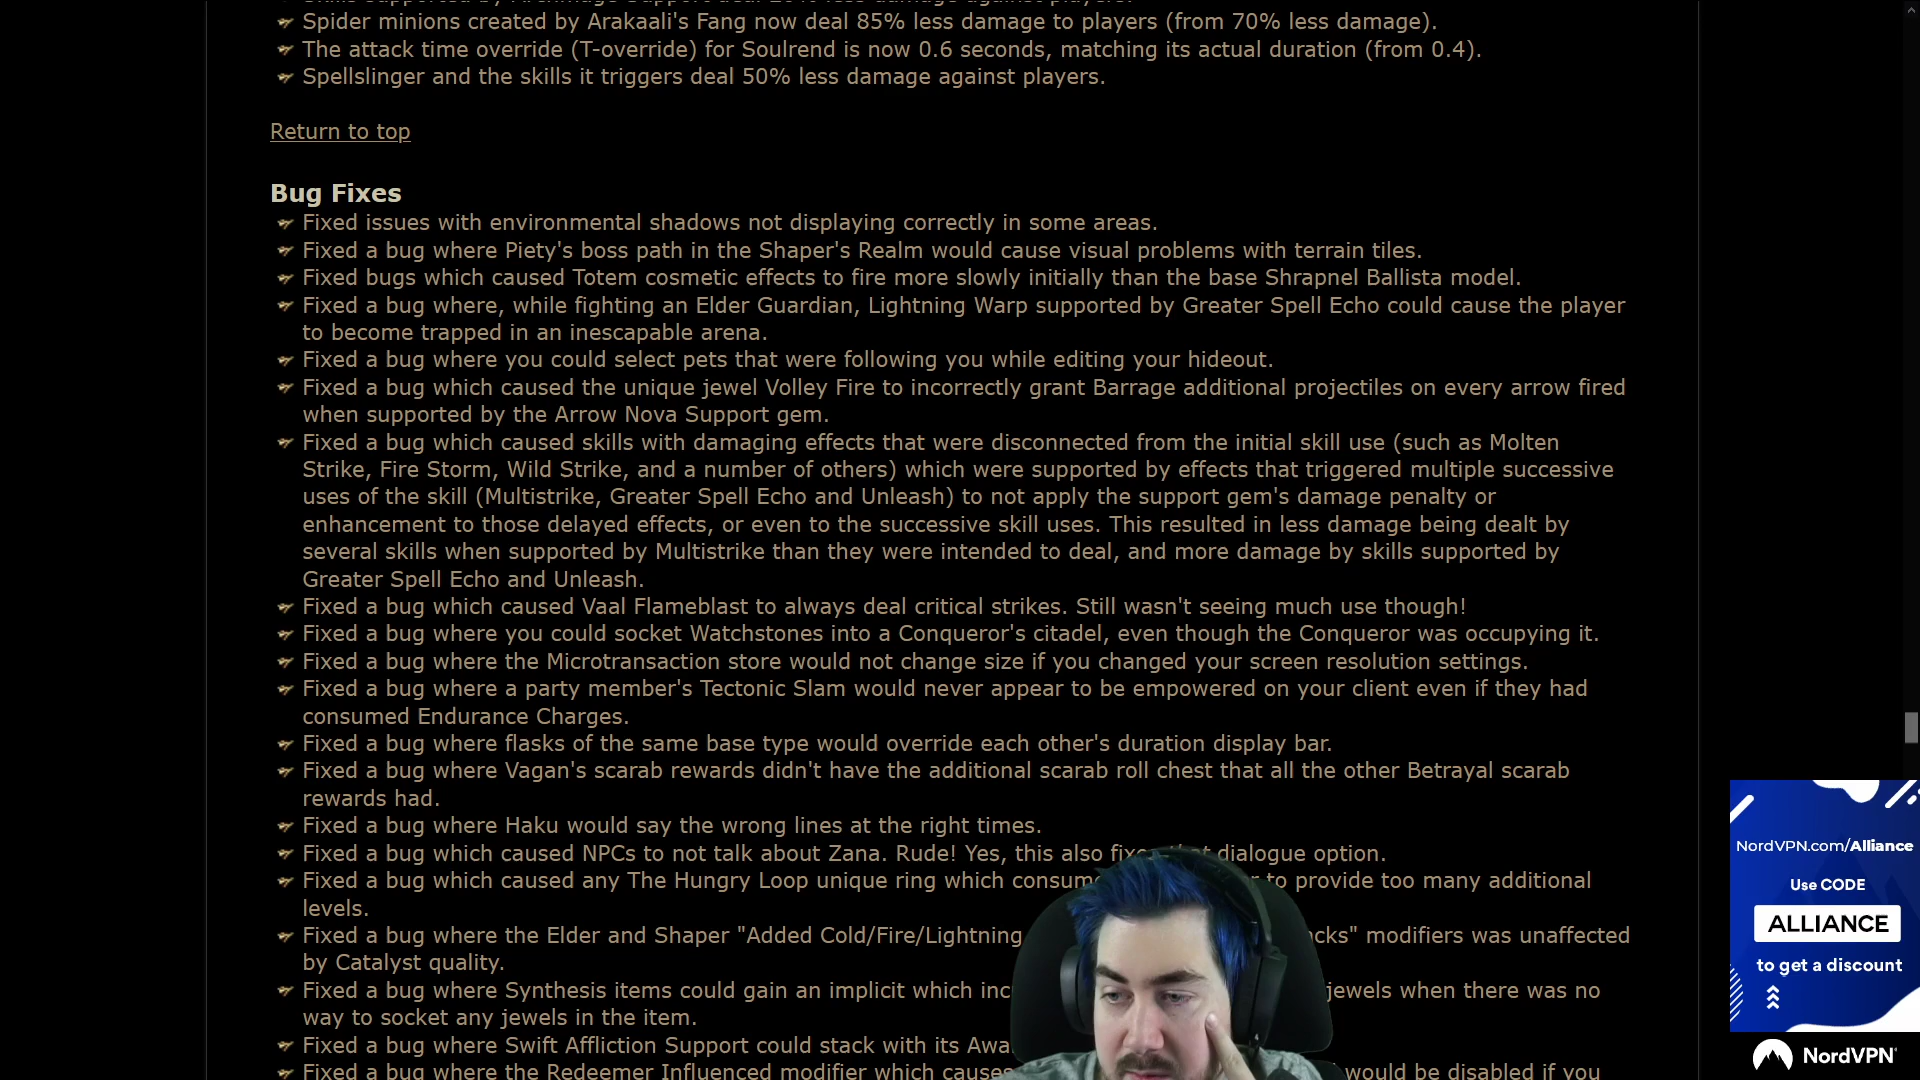 Spider minions created by Arakaali's Fang now deal 85% less damage to players (from 70% less damage).
The attack time override (T-override) for Soulrend is now 0.6 seconds, matching its actual duration (from 0.4).
Spellslinger and the skills it triggers deal 50% less damage against players.
Return to top
Bug Fixes
Fixed issues with environmental shadows not displaying correctly in some areas.
Fixed a bug where Piety's boss path in the Shaper's Realm would cause visual problems with terrain tiles.
Fixed bugs which caused Totem cosmetic effects to fire more slowly initially than the base Shrapnel Ballista model.
Fixed a bug where, while fighting an Elder Guardian, Lightning Warp supported by Greater Spell Echo could cause the player
to become trapped in an inescapable arena.
Fixed a bug where you could select pets that were following you while editing your hideout.
Fixed a bug which caused the unique jewel Volley Fire to incorrectly grant Barrage additional projectiles on every arrow fired
when supported by the Arrow Nova Support gem.
Fixed a bug which caused skills with damaging effects that were disconnected from the initial skill use (such as Molten
Strike, Fire Storm, Wild Strike, and a number of others) which were supported by effects that triggered multiple successive
uses of the skill (Multistrike, Greater Spell Echo and Unleash) to not apply the support gem's damage penalty or
enhancement to those delayed effects, or even to the successive skill uses. This resulted in less damage being dealt by
several skills when supported by Multistrike than they were intended to deal, and more damage by skills supported by
Greater Spell Echo and Unleash.
Fixed a bug which caused Vaal Flameblast to always deal critical strikes. Still wasn't seeing much use though!
Fixed a bug where you could socket Watchstones into a Conqueror's citadel, even though the Conqueror was occupying it.
Fixed a bug where the Microtransaction store would not change size if you changed your screen resolution settings.
Fixed a bug where a party member's Tectonic Slam would never appear to be empowered on your client even if they had
consumed Endurance Charges.
Fixed a bug where flasks of the same base type would override each other's duration display bar.
Fixed a bug where Vagan's scarab rewards didn't have the additional scarab roll chest that all the other Betrayal scarab
rewards had.
Fixed a bug where Haku would say the wrong lines at the right times.
Fixed a bug which caused NPCs to not talk about Zana. Rude! Yes, this also dialogue option.
Fixed a bug which caused any The Hungry Loop unique ring which to provide too many additional
levels.
Fixed a bug where the Elder and Shaper "Added Cold/Fire/Lightning modifiers was unaffected
by Catalyst quality.
Fixed a bug where Synthesis items could gain an implicit which jewels when there was no
way to socket any jewels in the item.
Fixed a bug where Swift Affliction Support could stack with its
Fixed a bug where the Redeemer Influenced modifier which would be disabled if you
NordVPN.com/Alliance
Use CODE
ALLIANCE
to get a discount
NordVPN